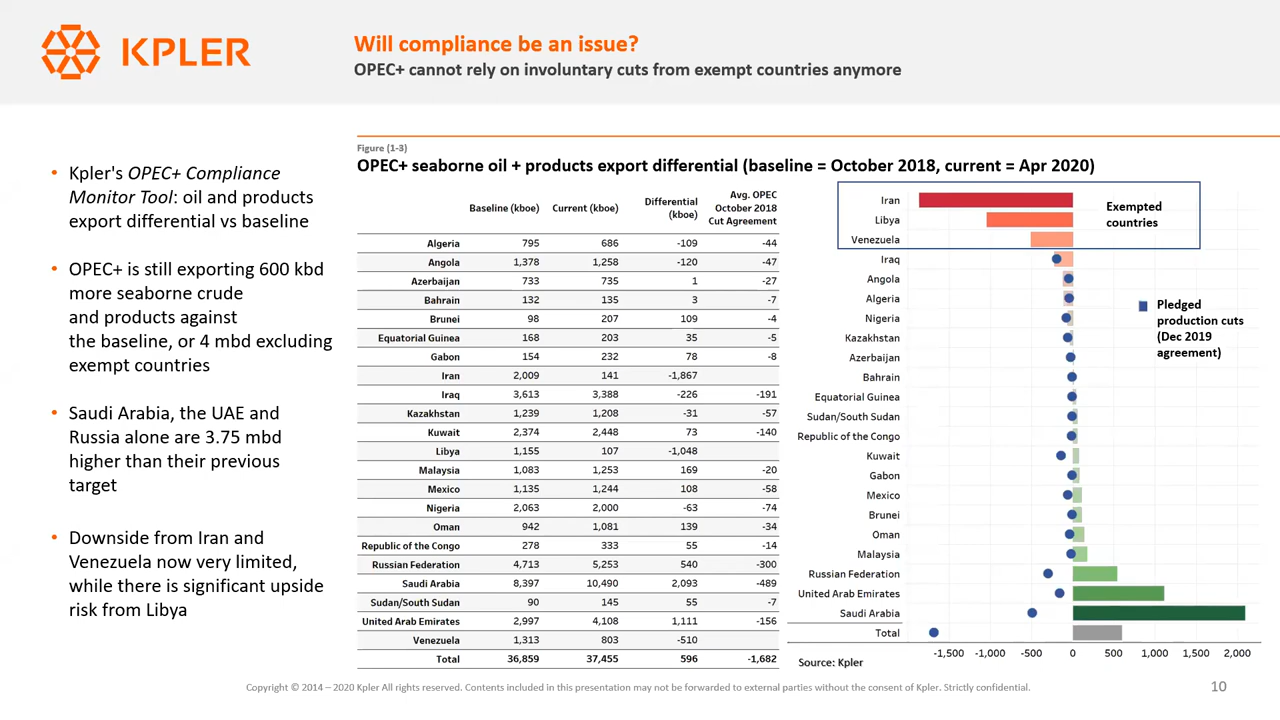 KPLER
Will compliance be an issue?
OPEC+ cannot rely on involuntary cuts from exempt countries anymore
• Kpler's OPEC+ Compliance
Monitor Tool: oil and products
export differential vs baseline
• OPEC+ is still exporting 600 kbd
more seaborne crude
and products against
the baseline, or 4 mbd excluding
exempt countries
• Saudi Arabia, the UAE and
Russia alone are 3.75 mbd
higher than their previous
target
• Downside from Iran and
Venezuela now very limited,
while there is significant upside
risk from Libya
Figure (1-3)
OPEC+ seaborne oil + products export differential (baseline = October 2018, current = Apr 2020)
Baseline (kboe) Current (kboe) Differential (kboe) Avg. OPEC October 2018 Cut Agreement
Algeria 795 686 -109 -44
Angola 1,378 1,258 -120 -47
Azerbaijan 733 735 1 -27
Bahrain 132 135 3 -7
Brunei 98 207 109 -4
Equatorial Guinea 168 203 35 -5
Gabon 154 232 78 -8
Iran 2,009 141 -1,867
Iraq 3,613 3,388 -226 -191
Kazakhstan 1,239 1,208 -31 -57
Kuwait 2,374 2,448 73 -140
Libya 1,155 107 -1,048
Malaysia 1,083 1,253 169 -20
Mexico 1,135 1,244 108 -58
Nigeria 2,063 2,000 -63 -74
Oman 942 1,081 139 -34
Republic of the Congo 278 333 55 -14
Russian Federation 4,713 5,253 540 -300
Saudi Arabia 8,397 10,490 2,093 -489
Sudan/South Sudan 90 145 55 -7
United Arab Emirates 2,997 4,108 1,111 -156
Venezuela 1,313 803 -510
Total 36,859 37,455 596 -1,682
Iran
Libya
Venezuela
Iraq
Angola
Algeria
Nigeria
Kazakhstan
Azerbaijan
Bahrain
Equatorial Guinea
Sudan/South Sudan
Republic of the Congo
Kuwait
Gabon
Mexico
Brunei
Oman
Malaysia
Russian Federation
United Arab Emirates
Saudi Arabia
Total
Exempted
countries
Pledged
production cuts
(Dec 2019
agreement)
-1,500 -1,000 -500 0 500 1,000 1,500 2,000
Source: Kpler
Copyright © 2014 – 2020 Kpler All rights reserved. Contents included in this presentation may not be forwarded to external parties without the consent of Kpler. Strictly confidential.
10